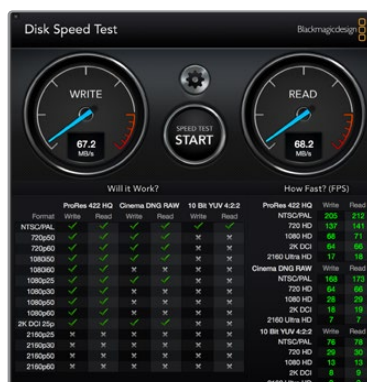 Disk Speed Test
Blackmagicdesign
WRITE
67.2
MB/s
SPEED TEST
START
READ
68.2
MB/s
Will it Work?
ProRes 422 HQ Cinema DNG RAW 10 Bit YUV 4:2:2
Format Write Read Write Read Write Read
NTSC/PAL
720p50
720p60
1080i50
1080i60
1080p25
1080p30
1080p50
1080p60
2K DCI 25p
2160p25
2160p30
2160p50
2160p60
How Fast? (FPS)
ProRes 422 HQ Write Read
NTSC/PAL 205 212
720 HD 137 141
1080 HD 68 71
2K DCI 64 66
2160 Ultra HD 17 18
Cinema DNG RAW Write Read
NTSC/PAL 168 173
720 HD 64 66
1080 HD 28 29
2K DCI 18 19
2160 Ultra HD 7 7
10 Bit YUV 4:2:2 Write Read
NTSC/PAL 76 78
720 HD 29 30
1080 HD 13 13
2K DCI 8 9